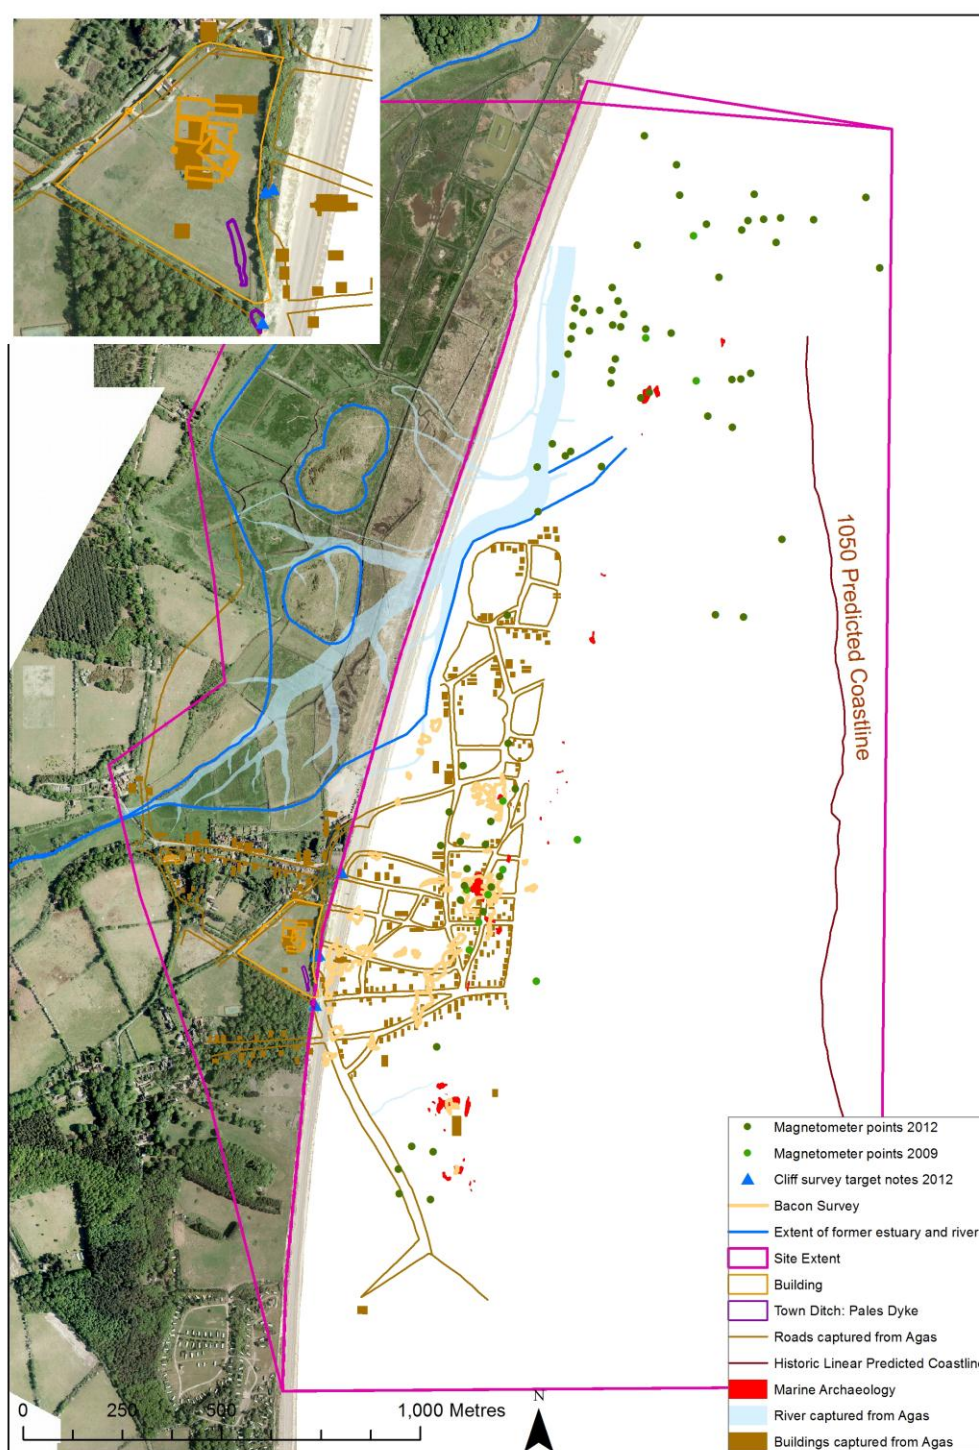 1050 Predicted Coastline
Magnetometer points 2012
Magnetometer points 2009
Cliff survey target notes 2012
Bacon Survey
Extent of former estuary and river
Site Extent
Building
Town Ditch: Pales Dyke
Roads captured from Agas
Historic Linear Predicted Coastline
Marine Archaeology
River captured from Agas
Buildings captured from Agas
0 250 500 1,000 Metres
N